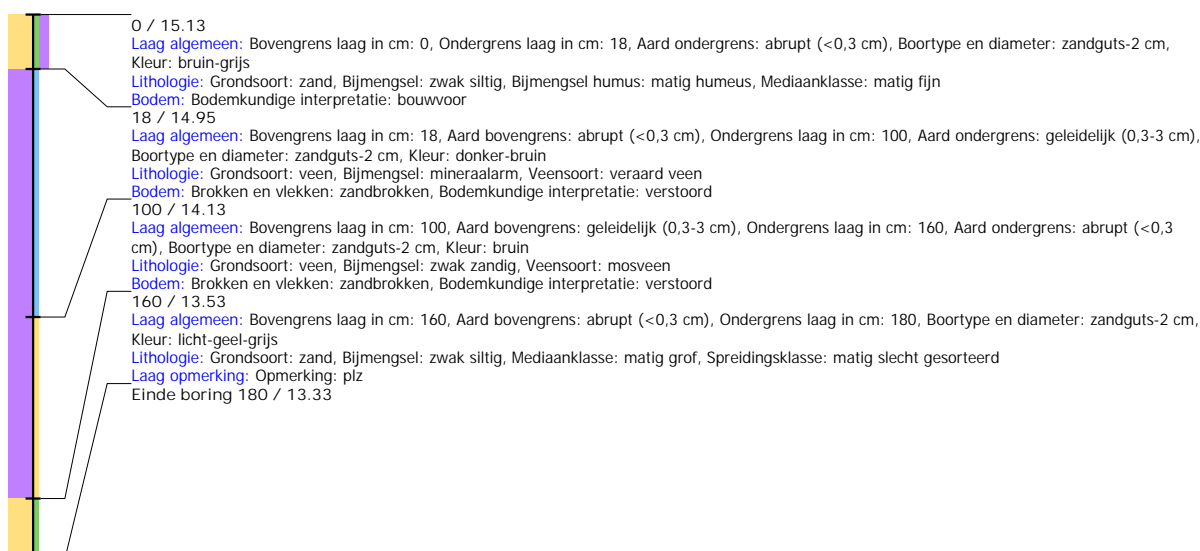 0 / 15.13
Laag algemeen: Bovengrens laag in cm: 0, Ondergrens laag in cm: 18, Aard ondergrens: abrupt (<0,3 cm), Boortype en diameter: zandguts-2 cm,
Kleur: bruin-grijs
Lithologie: Grondsoort: zand, Bijmengsel: zwak siltig, Bijmengsel humus: matig humeus, Mediaanklasse: matig fijn
Bodem: Bodemkundige interpretatie: bouwvoor
18 / 14.95
Laag algemeen: Bovengrens laag in cm: 18, Aard bovengrens: abrupt (<0,3 cm), Ondergrens laag in cm: 100, Aard ondergrens: geleidelijk (0,3-3 cm),
Boortype en diameter: zandguts-2 cm, Kleur: donker-bruin
Lithologie: Grondsoort: veen, Bijmengsel: mineraalarm, Veensoort: veraard veen
Bodem: Brokken en vlekken: zandbrokken, Bodemkundige interpretatie: verstoord
100 / 14.13
Laag algemeen: Bovengrens laag in cm: 100, Aard bovengrens: geleidelijk (0,3-3 cm), Ondergrens laag in cm: 160, Aard ondergrens: abrupt (<0,3
cm), Boortype en diameter: zandguts-2 cm, Kleur: bruin
Lithologie: Grondsoort: veen, Bijmengsel: zwak zandig, Veensoort: mosveen
Bodem: Brokken en vlekken: zandbrokken, Bodemkundige interpretatie: verstoord
160 / 13.53
Laag algemeen: Bovengrens laag in cm: 160, Aard bovengrens: abrupt (<0,3 cm), Ondergrens laag in cm: 180, Boortype en diameter: zandguts-2 cm,
Kleur: licht-geel-grijs
Lithologie: Grondsoort: zand, Bijmengsel: zwak siltig, Mediaanklasse: matig grof, Spreidingsklasse: matig slecht gesorteerd
Laag opmerking: Opmerking: plz
Einde boring 180 / 13.33